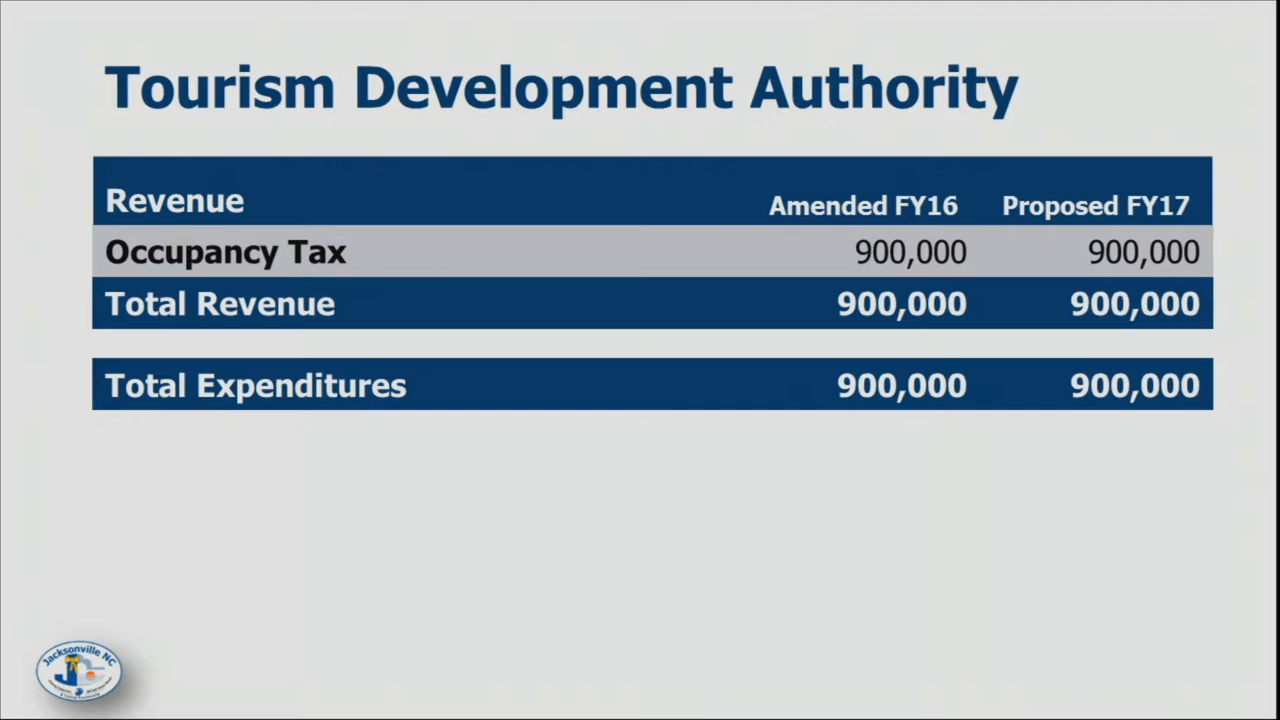 Tourism Development Authority
Revenue Amended FY16 Proposed FY17
Occupancy Tax 900,000 900,000
Total Revenue 900,000 900,000
Total Expenditures 900,000 900,000
Jacksonville NC